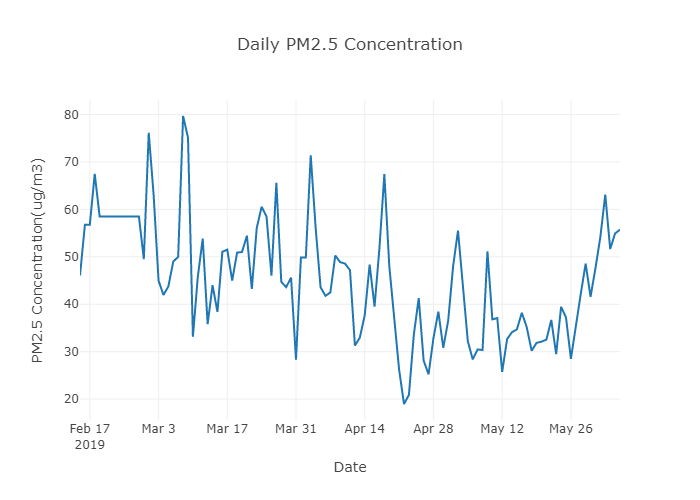 Daily PM2.5 Concentration
PM2.5 Concentration(ug/m3)
80
70
60
50
40
30
20
Feb 17
2019
Mar 3
Mar 17
Mar 31
Apr 14
Apr 28
May 12
May 26
Date